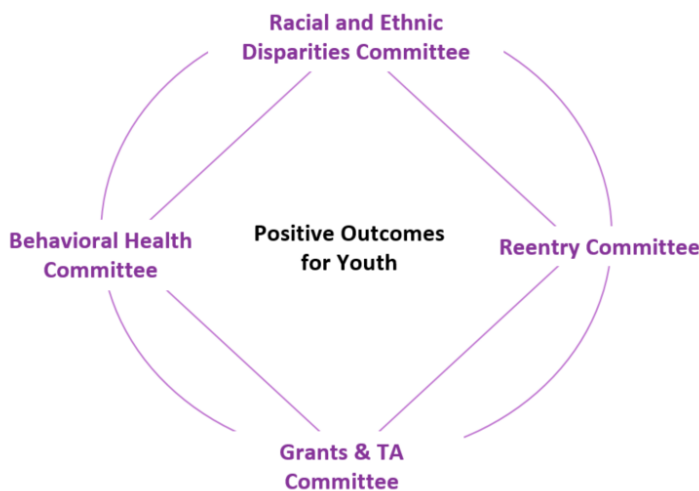 Racial and Ethnic
Disparities Committee
Behavioral Health
Committee
Positive Outcomes
for Youth
Reentry Committee
Grants & TA
Committee